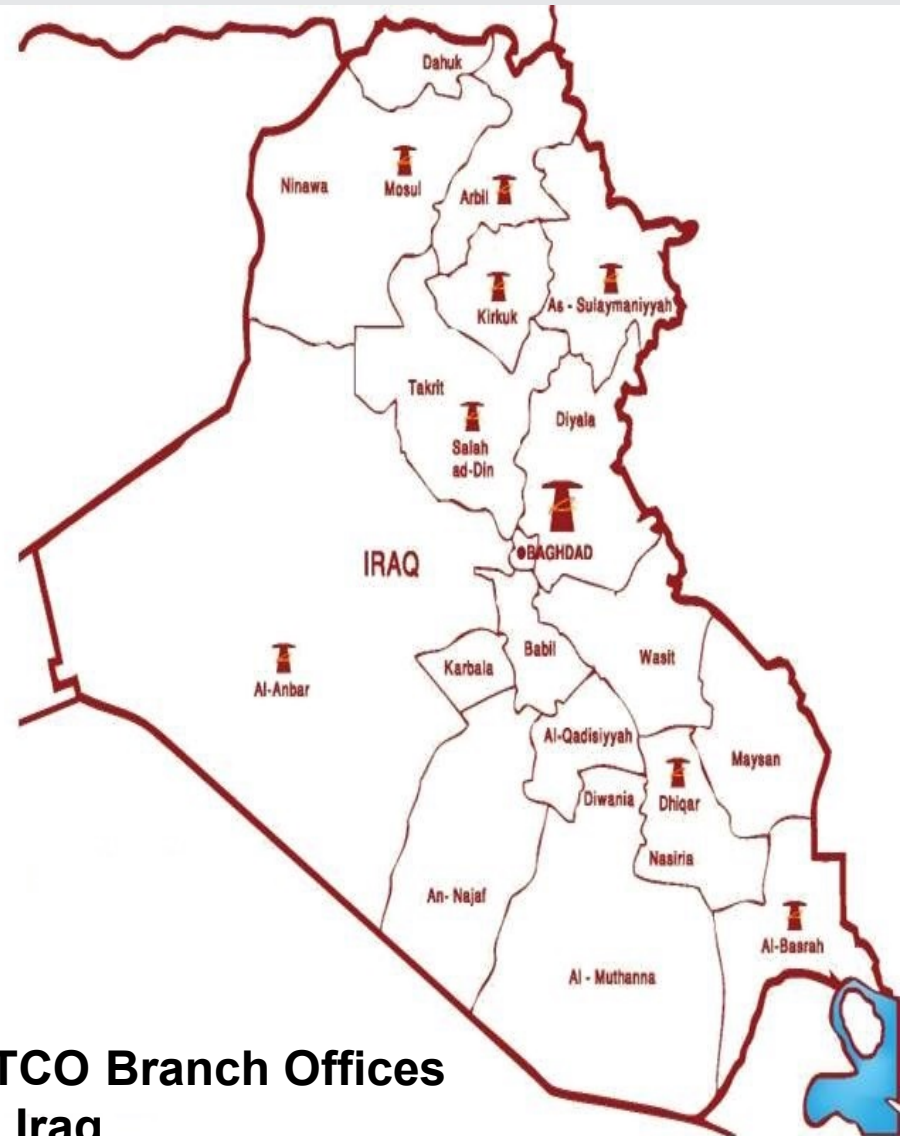 Dahuk
Ninawa
Mosul
Arbil
Kirkuk
As - Sulaymaniyyah
Takrit
Salah
ad-Din
Diyala
BAGHDAD
IRAQ
Al-Anbar
Karbala
Babil
Wasit
Al-Qadisiyyah
Diwania
Dhiqar
Maysan
Nasiria
An- Najaf
Al-Basrah
Al - Muthanna
TCO Branch Offices
Iraq